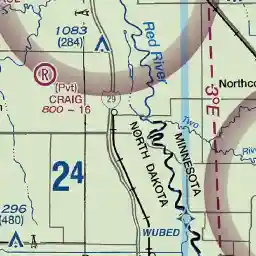 1083
(284)
Red River
R
(Pvt)
CRAIG
800 - 16
29
Northco
3°E
Two
Rive
NORTH DAKOTA
MINNESOTA
24
296
(480)
WUBED